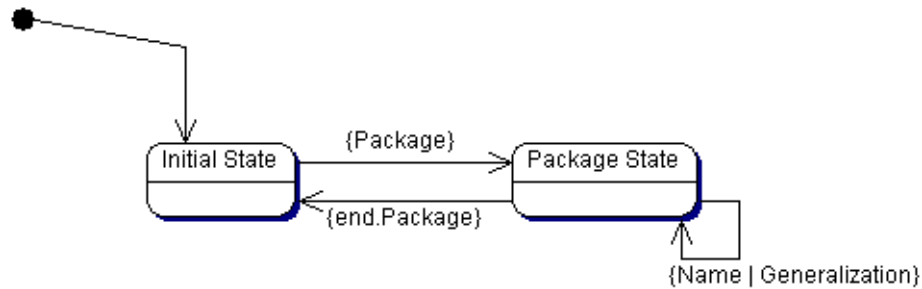 {Package}
Initial State
Package State
{end.Package}
{Name | Generalization}